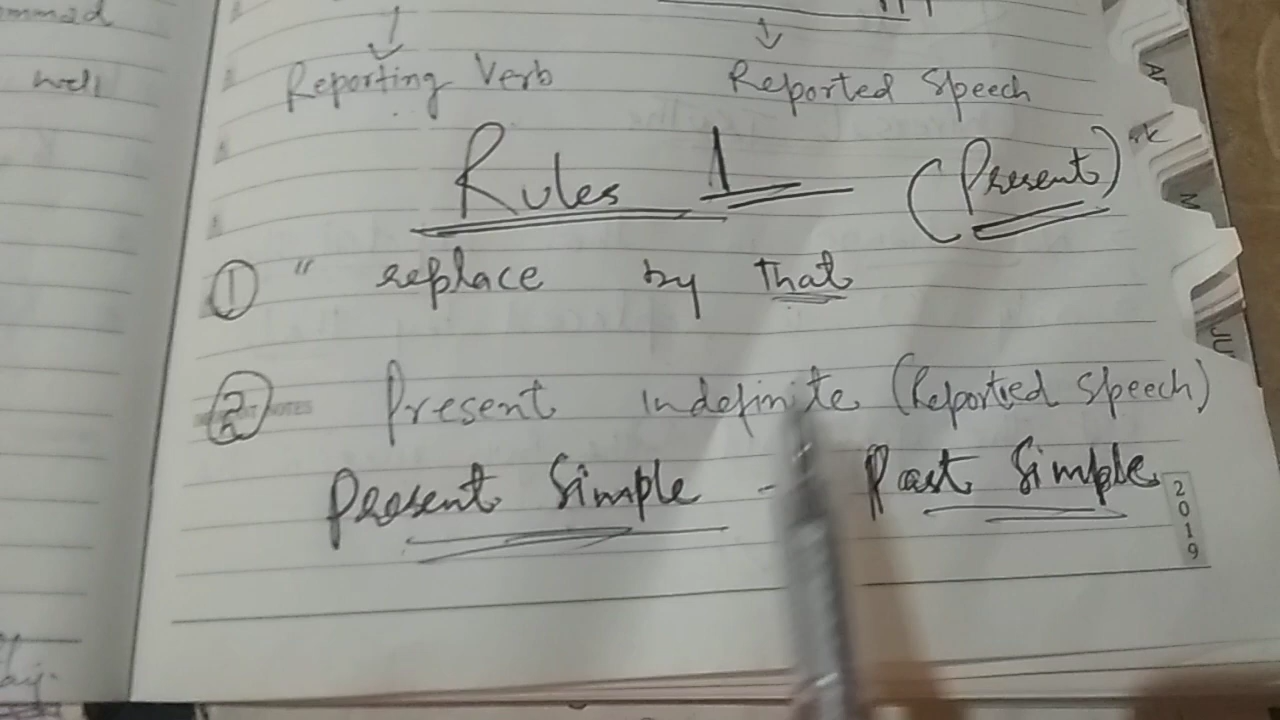 well
Reporting Verb Reported Speech
Rules 1 (Present)
① " replace by that
② Present indefinite (Reported Speech)
Present Simple - Past Simple
2019